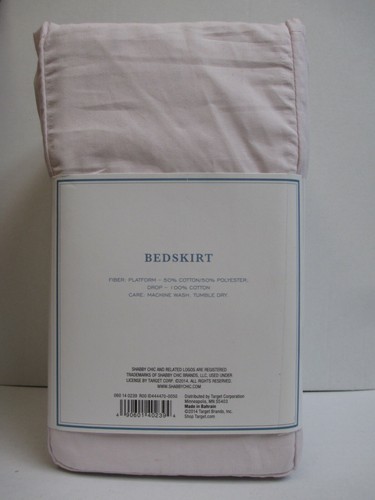 BEDSKIRT
FIBER: PLATFORM - 50% COTTON/50% POLYESTER,
DROP - 100% COTTON
CARE: MACHINE WASH, TUMBLE DRY.
SHABBY CHIC AND RELATED LOGOS ARE REGISTERED
TRADEMARKS OF SHABBY CHIC BRANDS, LLC. USED UNDER
LICENSE BY TARGET CORP. ©2014. ALL RIGHTS RESERVED.
WWW.SHABBYCHIC.COM
Distributed by Target Corporation
Minneapolis, MN 55403
Made in Bahrain
©2014 Target Brands, Inc.
Shop Target.com